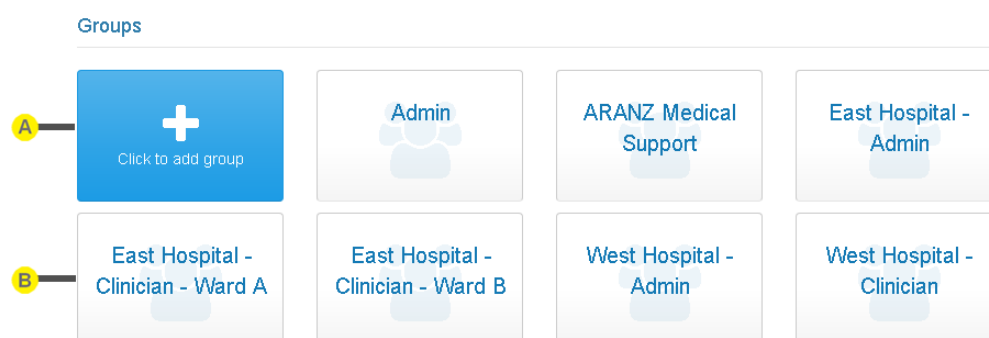 Groups
A
Click to add group
Admin
ARANZ Medical
Support
East Hospital -
Admin
B
East Hospital -
Clinician - Ward A
East Hospital -
Clinician - Ward B
West Hospital -
Admin
West Hospital -
Clinician